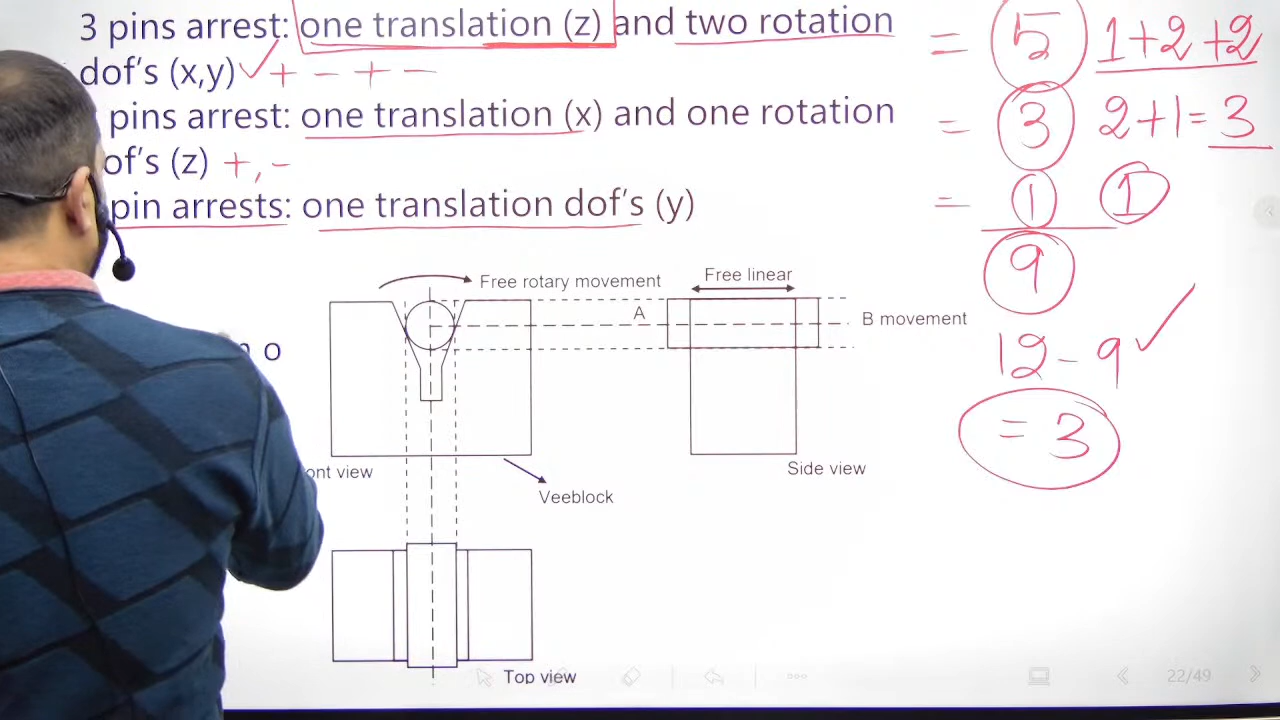 3 pins arrest: one translation (z) and two rotation = 5 1+2+2
dof's (x,y) ✓ + - + -
pins arrest: one translation (x) and one rotation = 3 2+1=3
of's (z) +, -
pin arrests: one translation dof's (y) = 1 1
9
Free rotary movement
Free linear
A
B movement
12-9 ✓
n o
= 3
ont view
Side view
Veeblock
Top view
22/49